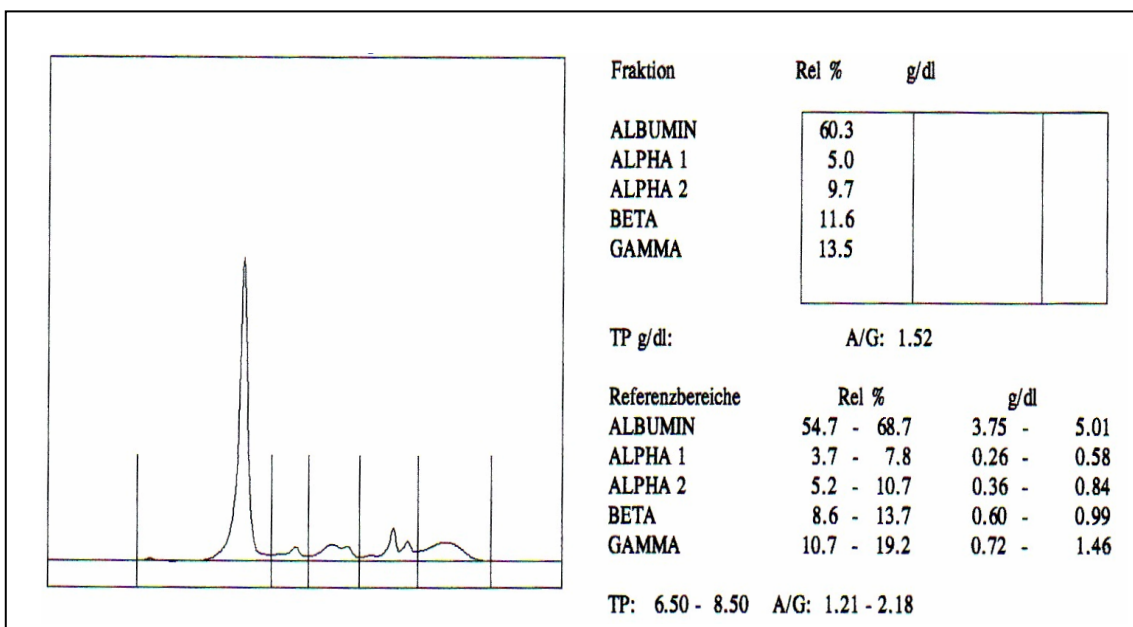 Fraktion Rel % g/dl
ALBUMIN 60.3
ALPHA 1 5.0
ALPHA 2 9.7
BETA 11.6
GAMMA 13.5
TP g/dl: A/G: 1.52
Referenzbereiche Rel % g/dl
ALBUMIN 54.7 - 68.7 3.75 - 5.01
ALPHA 1 3.7 - 7.8 0.26 - 0.58
ALPHA 2 5.2 - 10.7 0.36 - 0.84
BETA 8.6 - 13.7 0.60 - 0.99
GAMMA 10.7 - 19.2 0.72 - 1.46
TP: 6.50 - 8.50 A/G: 1.21 - 2.18